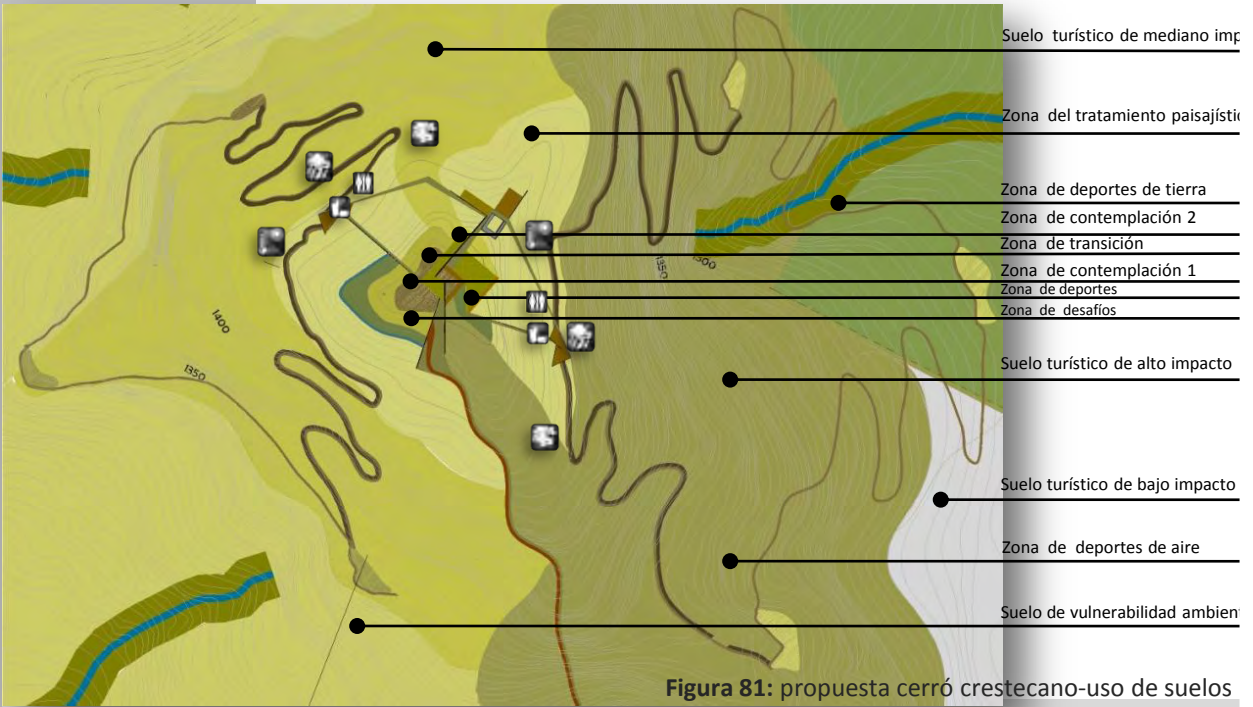 Suelo turístico de mediano imp
Zona del tratamiento paisajístic
Zona de deportes de tierra
Zona de contemplación 2
Zona de transición
Zona de contemplación 1
Zona de deportes
Zona de desafíos
Suelo turístico de alto impacto
Suelo turístico de bajo impacto
Zona de deportes de aire
Suelo de vulnerabilidad ambient
1350
1300
1400
1350
Figura 81: propuesta cerró crestecano-uso de suelos